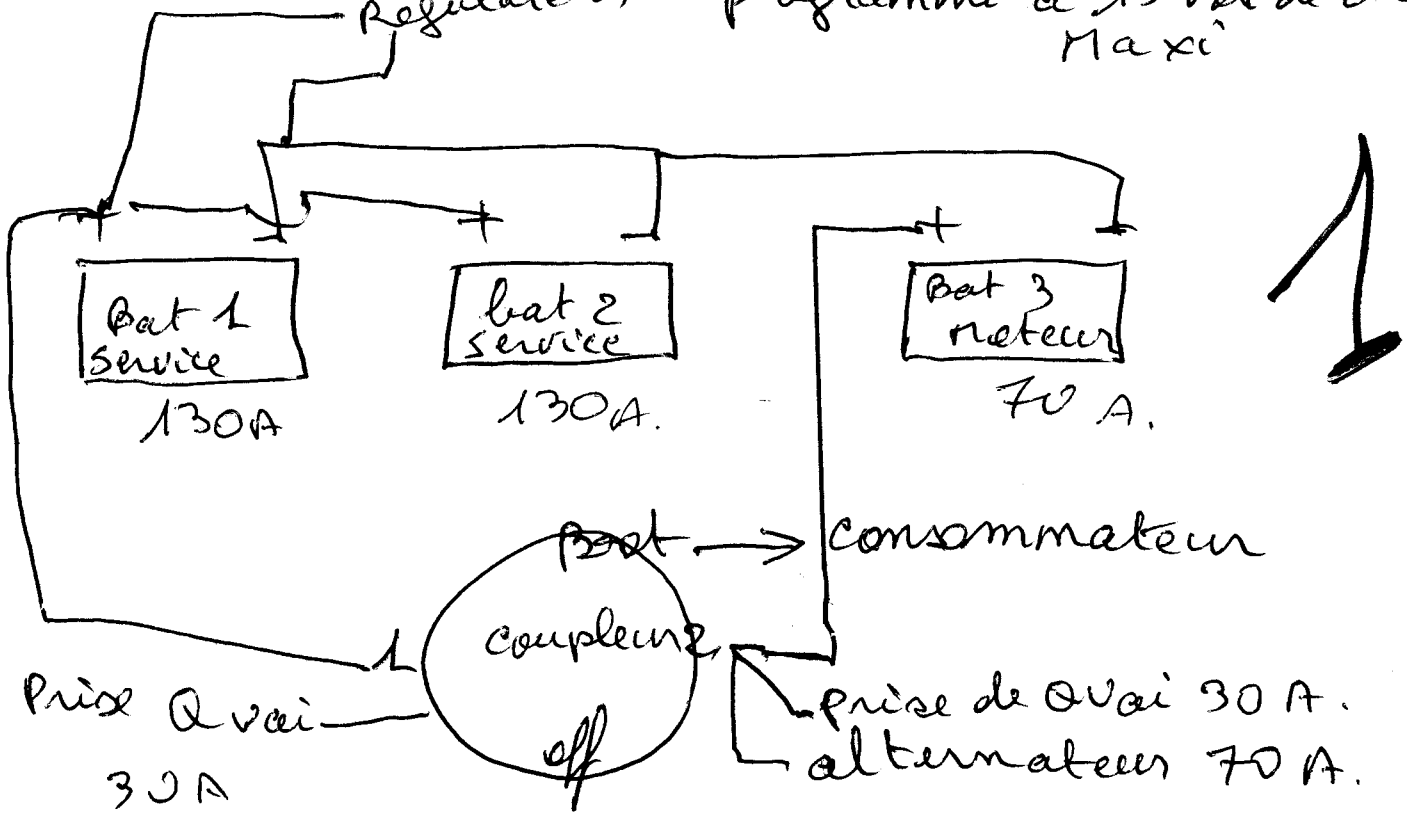 programmé à
Maxi
+ - + - + -
Bat 1
service
bat 2
service
Bat 3
Moteur
130A
130A.
70 A.
1
Bat → consommateur
1 coupleur 2
Prise Quai
30A
off
prise de Quai 30 A.
alternateur 70 A.